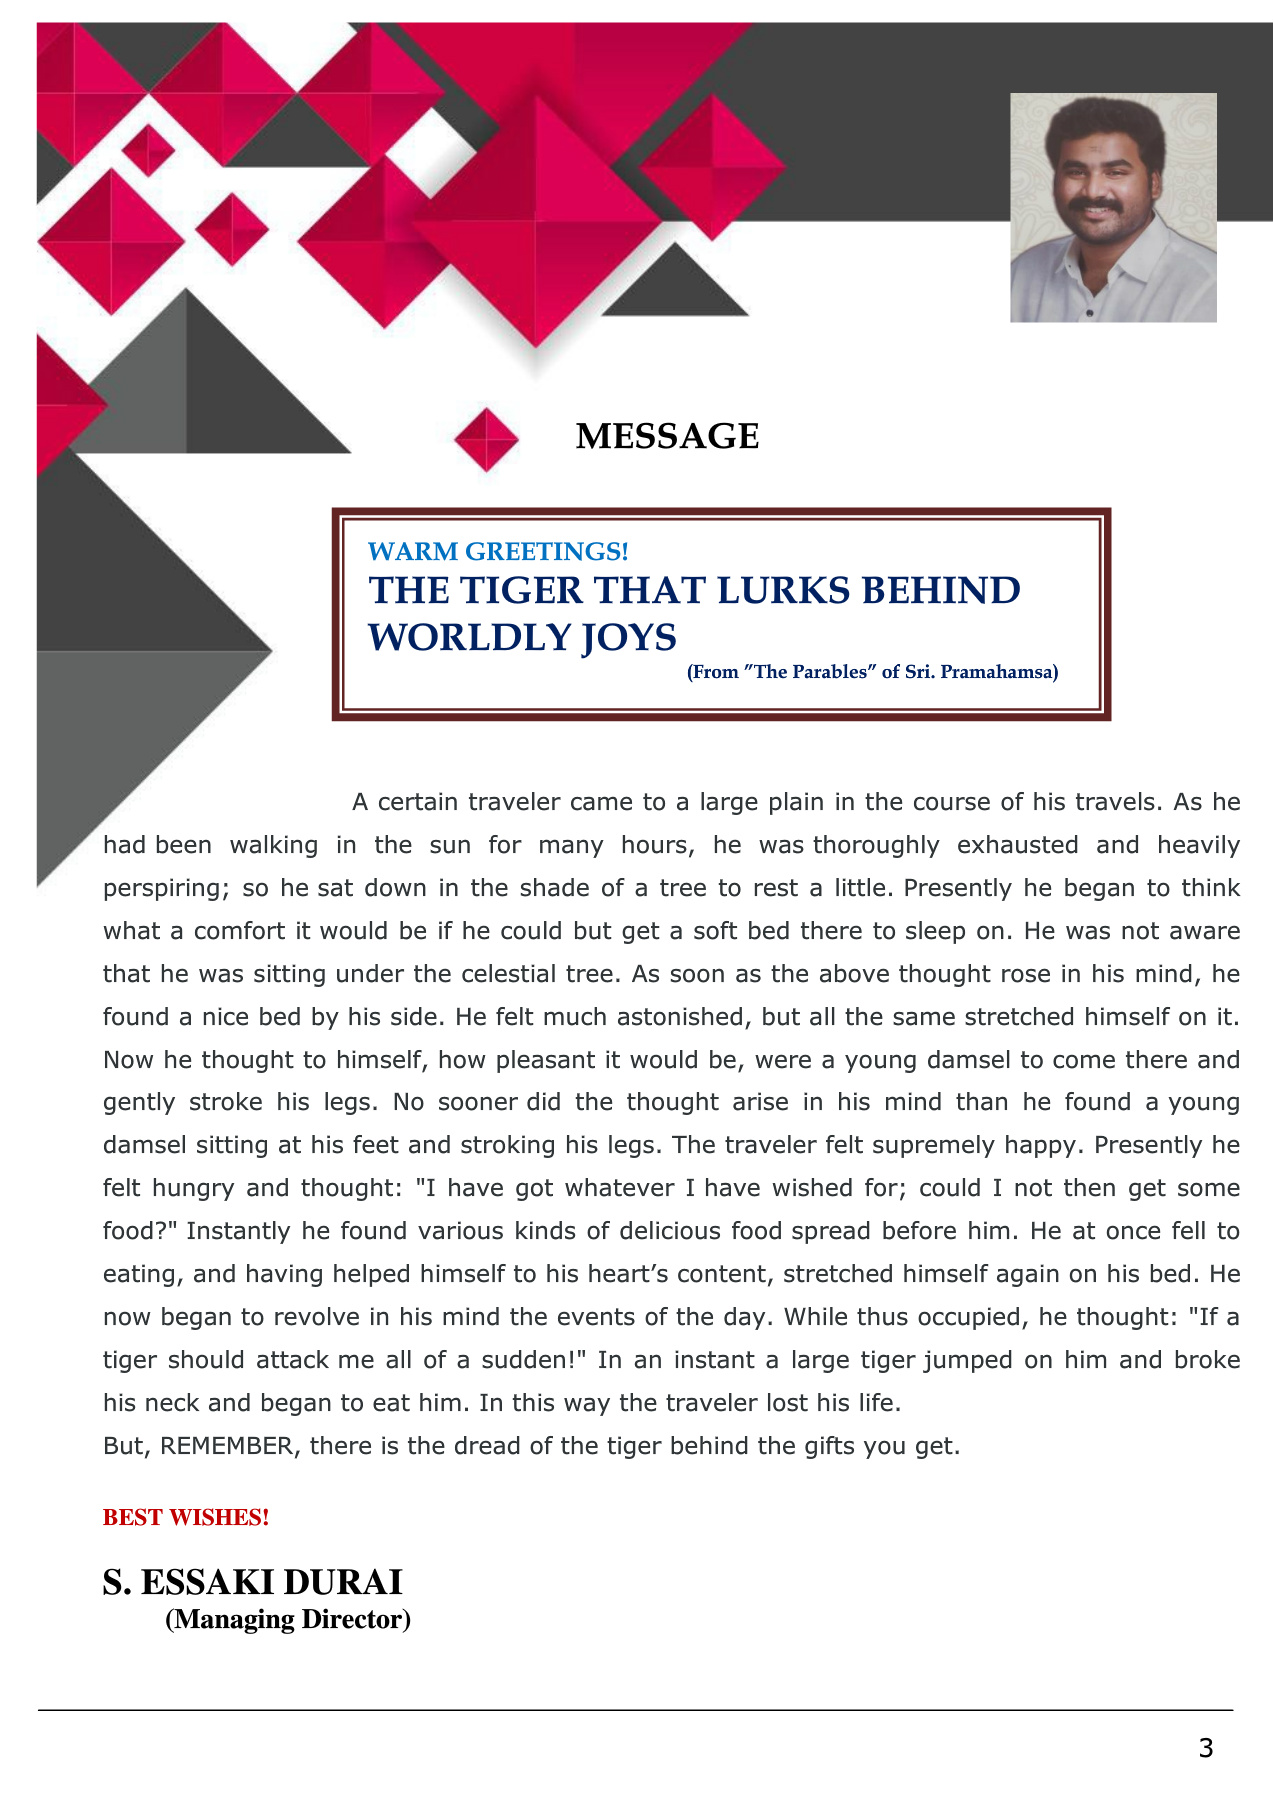 MESSAGE
WARM GREETINGS!
THE TIGER THAT LURKS BEHIND
WORLDLY JOYS
(From ”The Parables” of Sri. Pramahamsa)
A certain traveler came to a large plain in the course of his travels. As he
had been walking in the sun for many hours, he was thoroughly exhausted and heavily
perspiring; so he sat down in the shade of a tree to rest a little. Presently he began to think
what a comfort it would be if he could but get a soft bed there to sleep on. He was not aware
that he was sitting under the celestial tree. As soon as the above thought rose in his mind, he
found a nice bed by his side. He felt much astonished, but all the same stretched himself on it.
Now he thought to himself, how pleasant it would be, were a young damsel to come there and
gently stroke his legs. No sooner did the thought arise in his mind than he found a young
damsel sitting at his feet and stroking his legs. The traveler felt supremely happy. Presently he
felt hungry and thought: "I have got whatever I have wished for; could I not then get some
food?" Instantly he found various kinds of delicious food spread before him. He at once fell to
eating, and having helped himself to his heart’s content, stretched himself again on his bed. He
now began to revolve in his mind the events of the day. While thus occupied, he thought: "If a
tiger should attack me all of a sudden!" In an instant a large tiger jumped on him and broke
his neck and began to eat him. In this way the traveler lost his life.
But, REMEMBER, there is the dread of the tiger behind the gifts you get.
BEST WISHES!
S. ESSAKI DURAI
(Managing Director)
3